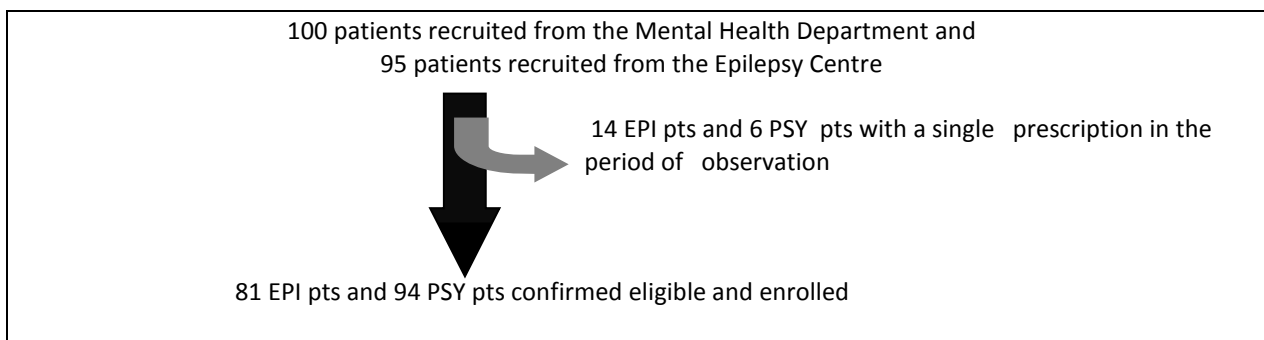 100 patients recruited from the Mental Health Department and
95 patients recruited from the Epilepsy Centre
14 EPI pts and 6 PSY pts with a single prescription in the
period of observation
81 EPI pts and 94 PSY pts confirmed eligible and enrolled